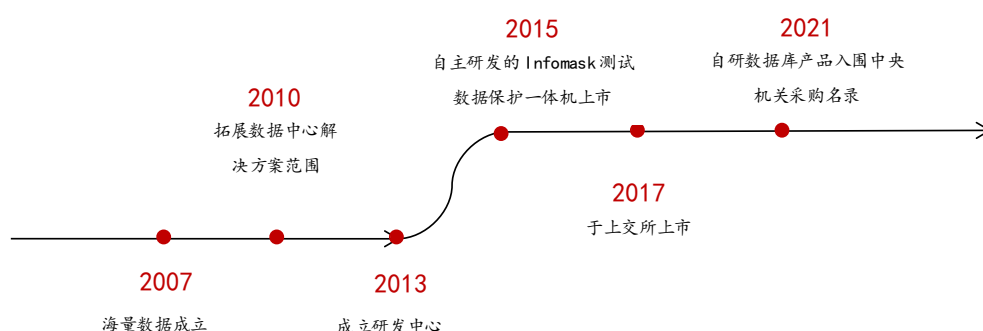 2007
海量数据成立
2010
拓展数据中心解
决方案范围
2013
成立研发中心
2015
自主研发的Infomask测试
数据保护一体机上市
2017
于上交所上市
2021
自研数据库产品入围中央
机关采购名录